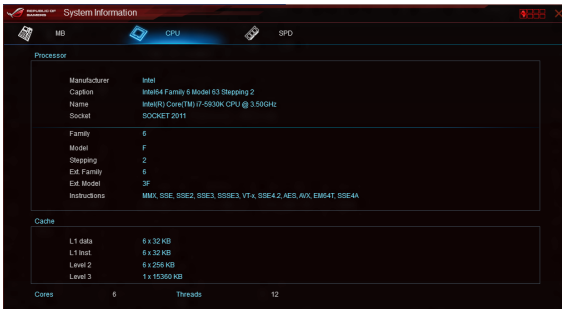 REPUBLIC OF GAMERS System Information
MB CPU SPD
Processor
Manufacturer Intel
Caption Intel64 Family 6 Model 63 Stepping 2
Name Intel(R) Core(TM) i7-5930K CPU @ 3.50GHz
Socket SOCKET 2011
Family 6
Model F
Stepping 2
Ext. Family 6
Ext. Model 3F
Instructions MMX, SSE, SSE2, SSE3, SSSE3, VT-x, SSE4.2, AES, AVX, EM64T, SSE4A
Cache
L1 data 6 x 32 KB
L1 Inst. 6 x 32 KB
Level 2 6 x 256 KB
Level 3 1 x 15360 KB
Cores 6 Threads 12